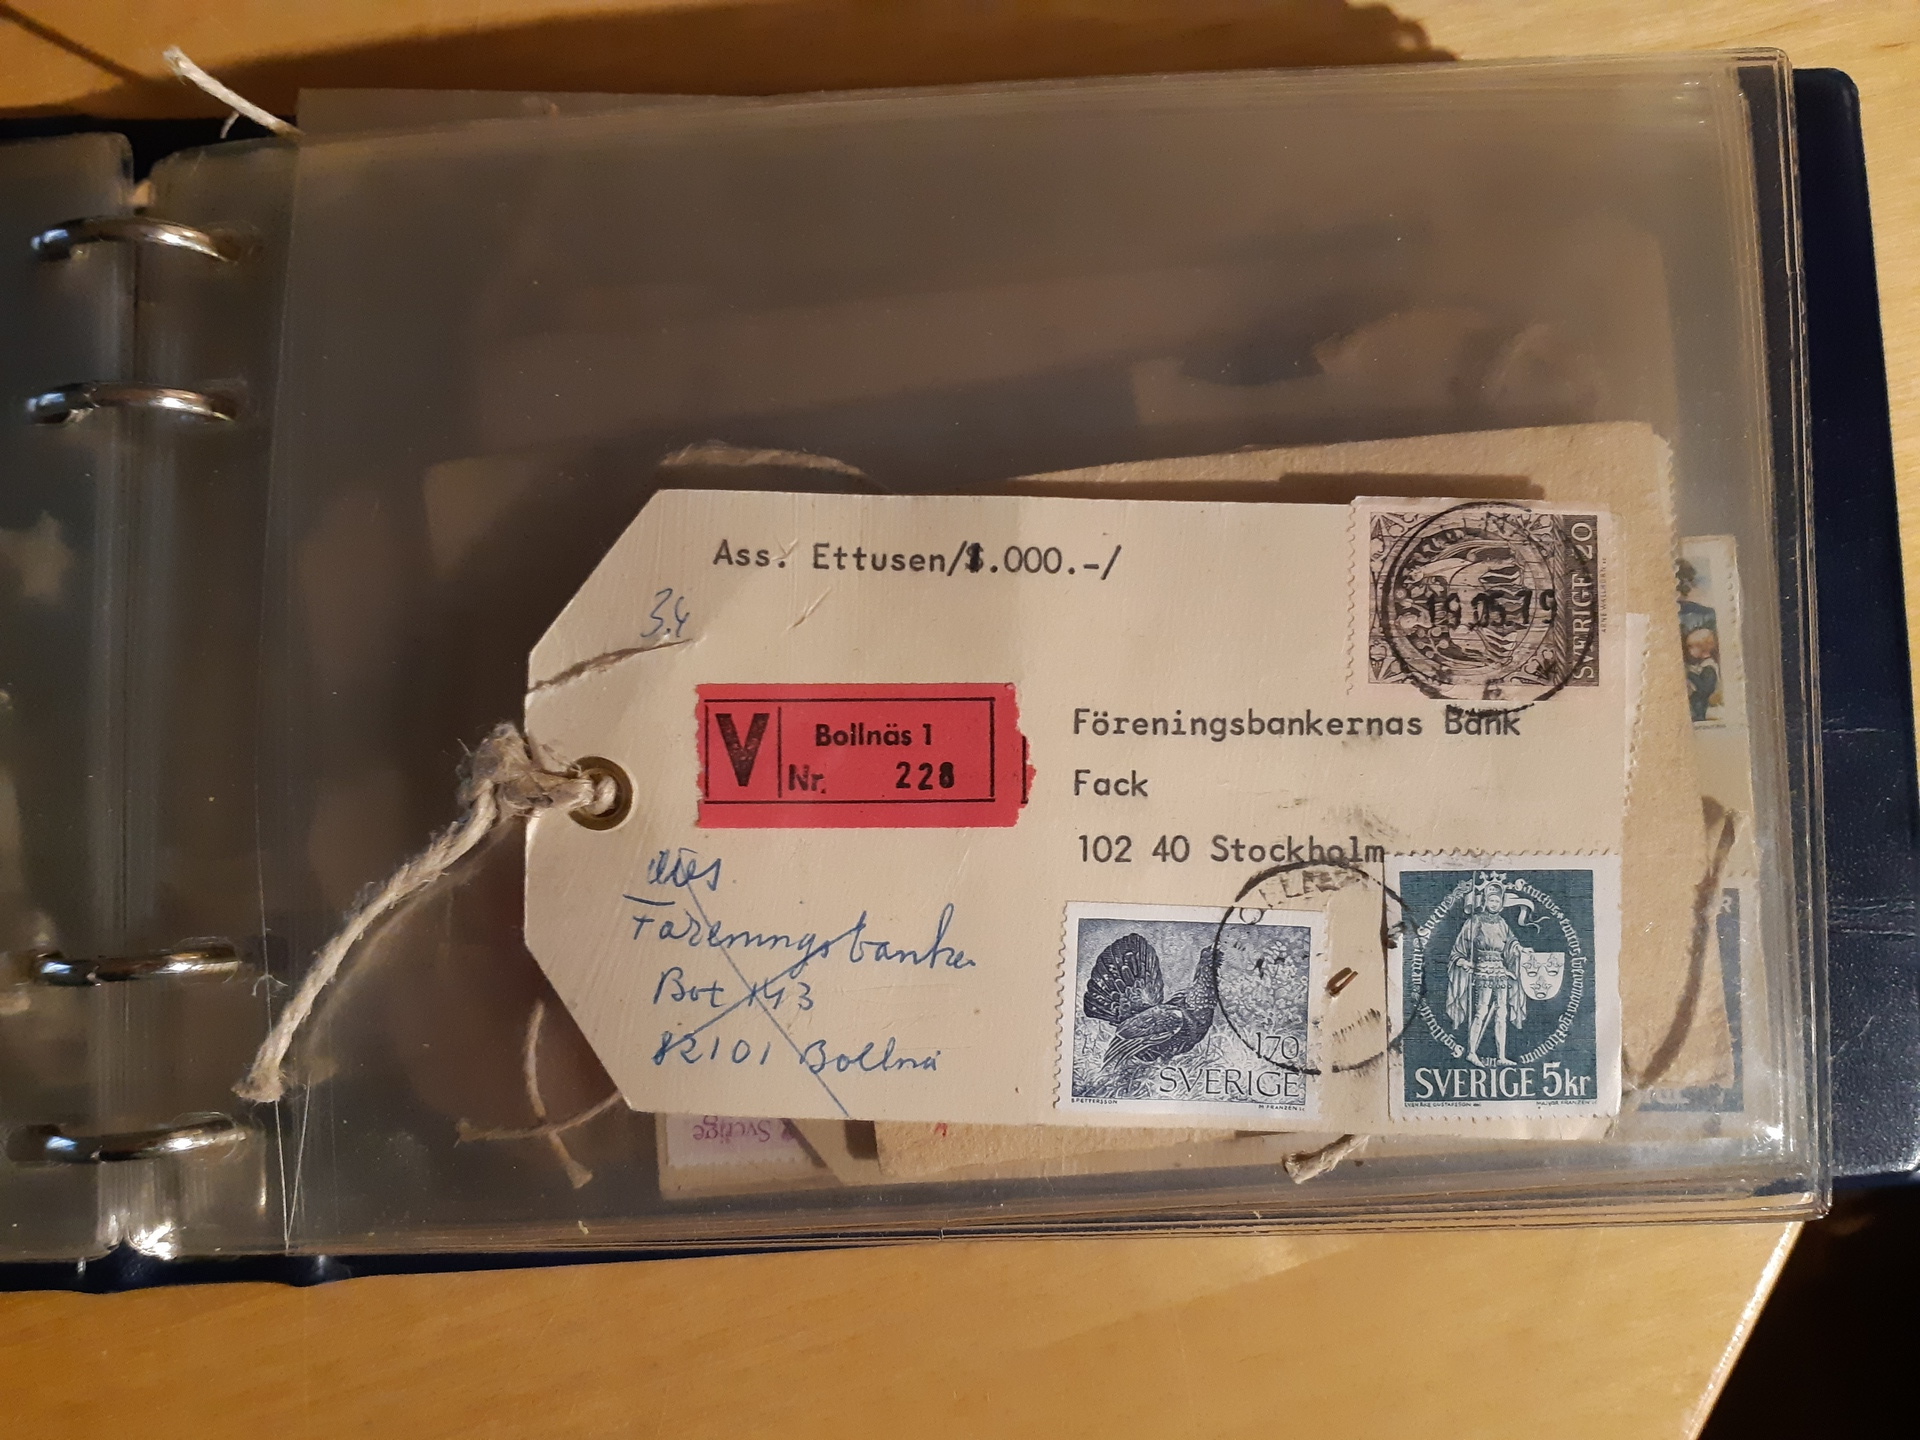 Ass. Ettusen/1.000.-/
3.4
SVERIGE 20
19.05.79
V
Bollnäs 1
Nr. 228
Föreningsbankernas Bank
Fack
102 40 Stockholm
Föreningsbanken
Box 143
82101 Bollnä
170
SVERIGE
SVERIGE 5kr
Sverige